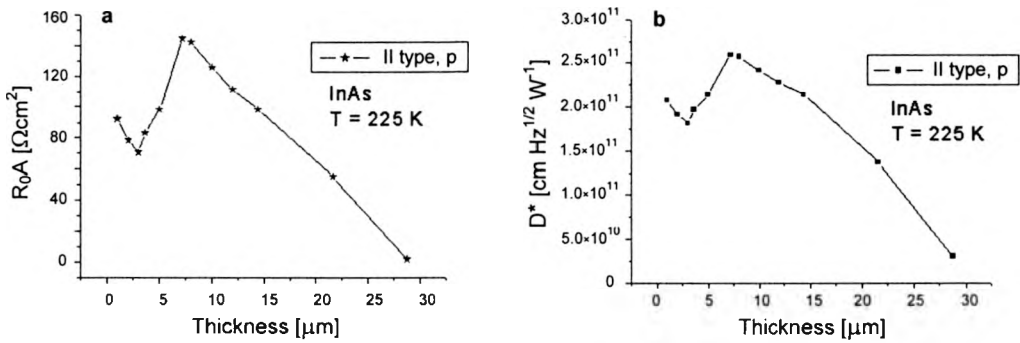 a
R₀A [Ωcm²]
160
120
80
40
0
II type, p
InAs
T = 225 K
0 5 10 15 20 25 30
Thickness [μm]
b
D* [cm Hz^1/2 W⁻¹]
3.0×10¹¹
2.5×10¹¹
2.0×10¹¹
1.5×10¹¹
1.0×10¹¹
5.0×10¹⁰
0
II type, p
InAs
T = 225 K
0 5 10 15 20 25 30
Thickness [μm]